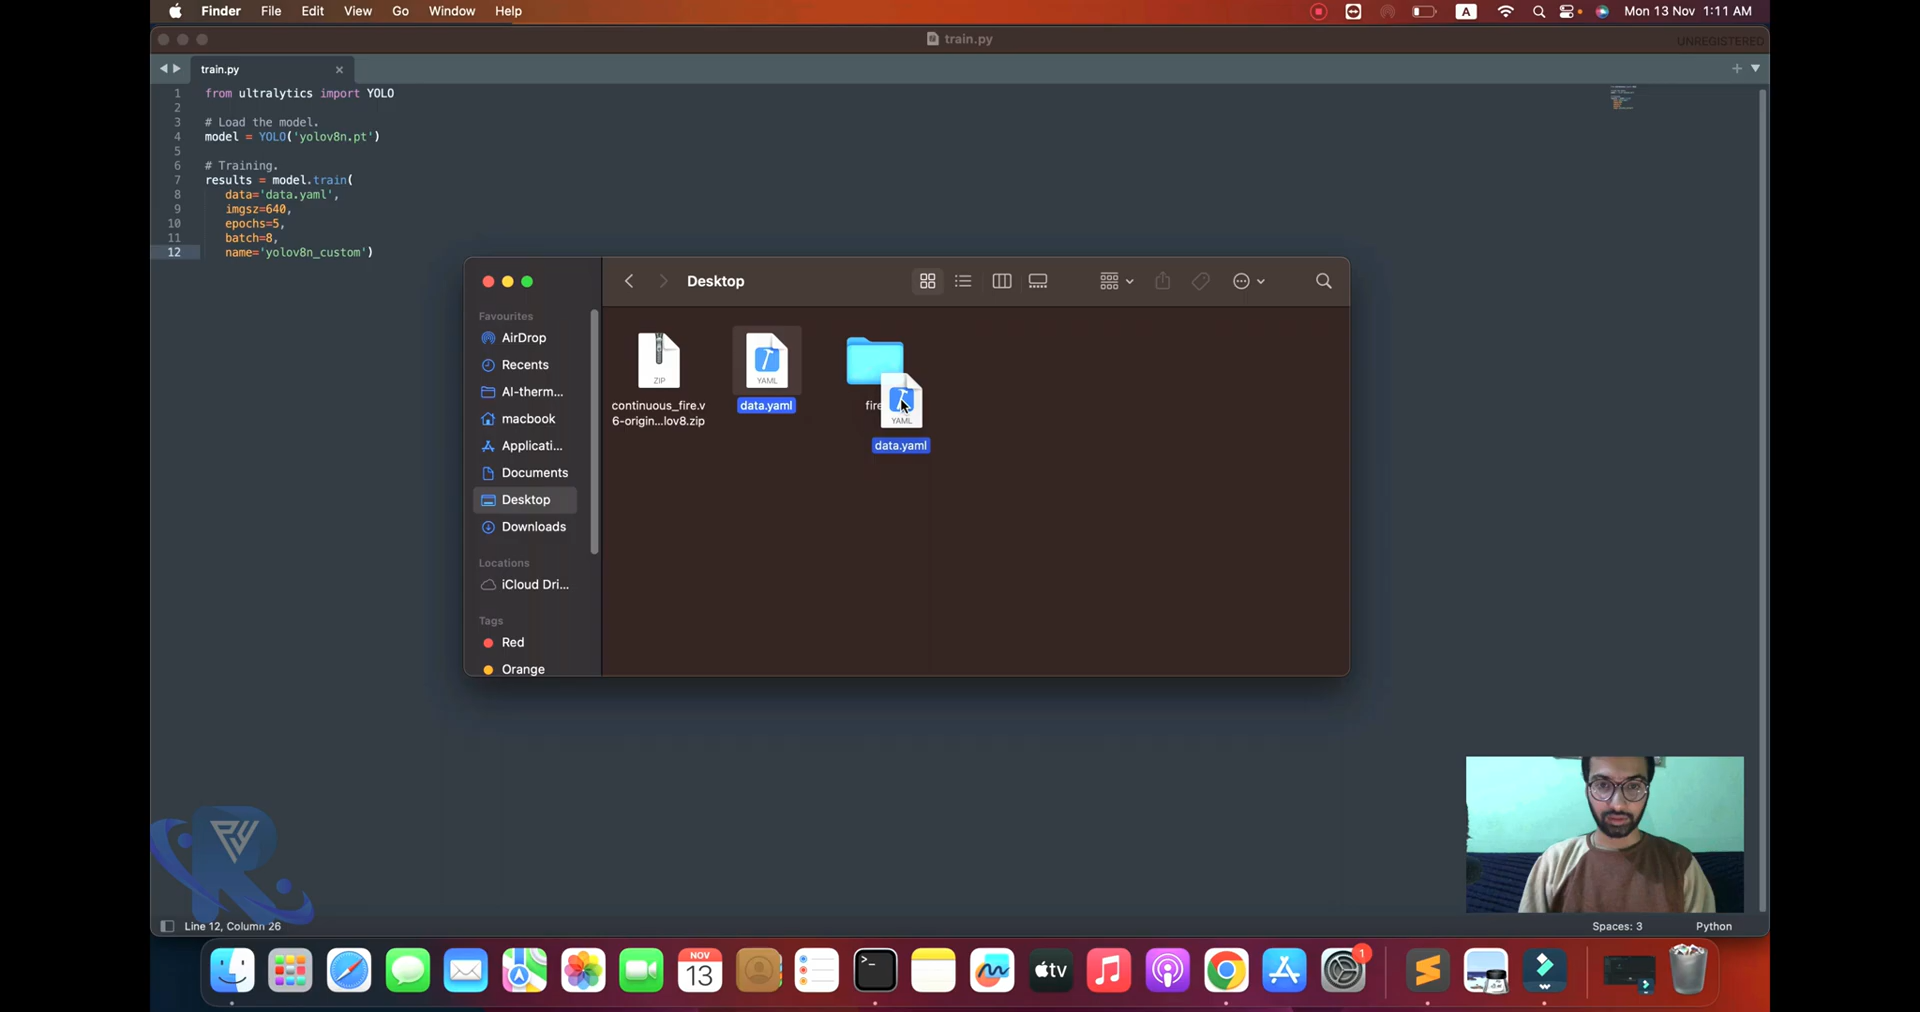 Finder File Edit View Go Window Help
A
Mon 13 Nov 1:11 AM
train.py
UNREGISTERED
train.py
1 from ultralytics import YOLO
2
3 # Load the model.
4 model = YOLO('yolov8n.pt')
5
6 # Training.
7 results = model.train(
8 data='data.yaml',
9 imgsz=640,
10 epochs=5,
11 batch=8,
12 name='yolov8n_custom')
Desktop
Favourites
AirDrop
Recents
AI-therm...
macbook
Applicati...
Documents
Desktop
Downloads
Locations
iCloud Dri...
Tags
Red
Orange
ZIP
continuous_fire.v
6-origin...lov8.zip
YAML
data.yaml
fire
YAML
data.yaml
Line 12, Column 26
Spaces: 3
Python
NOV
13
tv
1